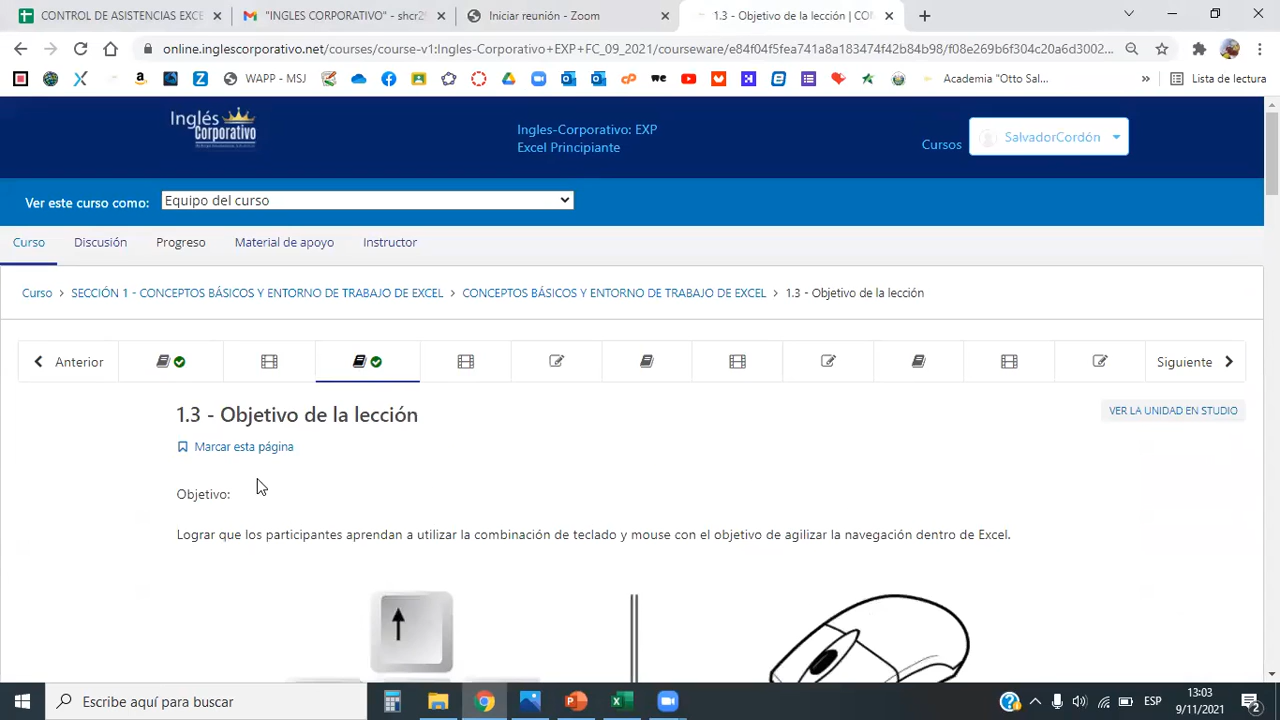 CONTROL DE ASISTENCIAS EXCE
"INGLES CORPORATIVO" - shcr2
Iniciar reunión - Zoom
1.3 - Objetivo de la lección | CON
online.inglescorporativo.net/courses/course-v1:Ingles-Corporativo+EXP+FC_09_2021/courseware/e84f04f5fea741a8a183474f42b84b98/f08e269b6f304c20a6d3002...
WAPP - MSJ
Academia "Otto Sal...
Lista de lectura
Inglés
Corporativo
Ingles-Corporativo: EXP
Excel Principiante
Cursos
SalvadorCordón
Ver este curso como:
Equipo del curso
Curso
Discusión
Progreso
Material de apoyo
Instructor
Curso > SECCIÓN 1 - CONCEPTOS BÁSICOS Y ENTORNO DE TRABAJO DE EXCEL > CONCEPTOS BÁSICOS Y ENTORNO DE TRABAJO DE EXCEL > 1.3 - Objetivo de la lección
Anterior
Siguiente
1.3 - Objetivo de la lección
VER LA UNIDAD EN STUDIO
Marcar esta página
Objetivo:
Lograr que los participantes aprendan a utilizar la combinación de teclado y mouse con el objetivo de agilizar la navegación dentro de Excel.
Escribe aquí para buscar
ESP
13:03
9/11/2021
2